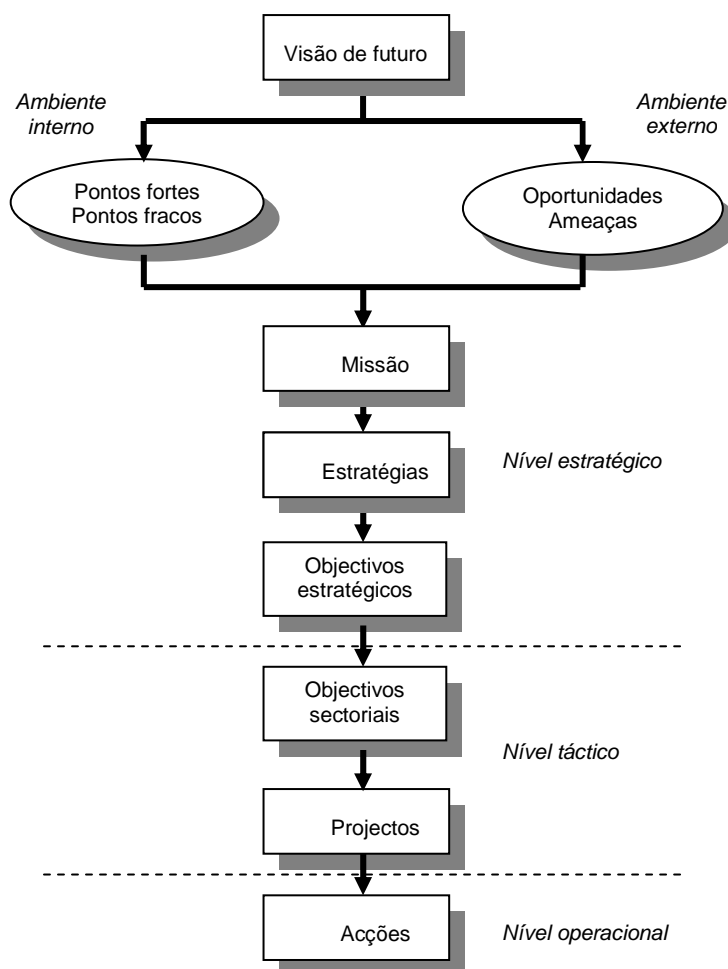 Visão de futuro
Ambiente
interno
Ambiente
externo
Pontos fortes
Pontos fracos
Oportunidades
Ameaças
Missão
Estratégias
Nível estratégico
Objectivos
estratégicos
Objectivos
sectoriais
Nível táctico
Projectos
Acções
Nível operacional